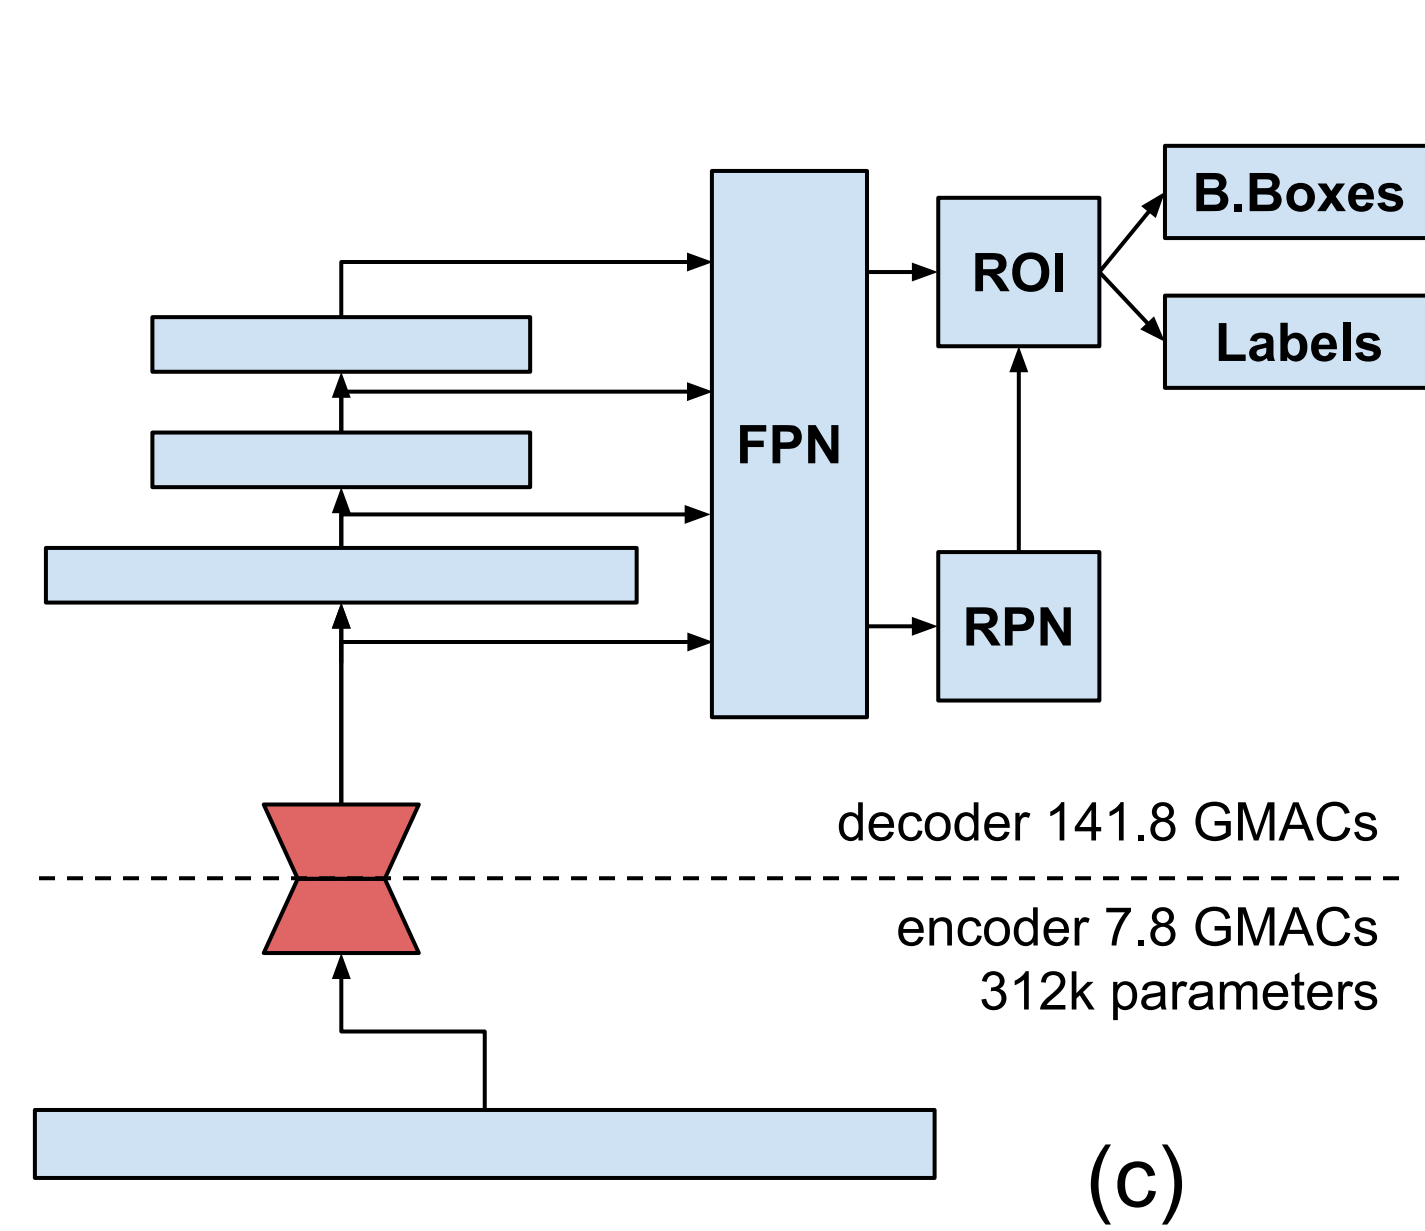 B.Boxes
ROI
Labels
FPN
RPN
decoder 141.8 GMACs
encoder 7.8 GMACs
312k parameters
(c)